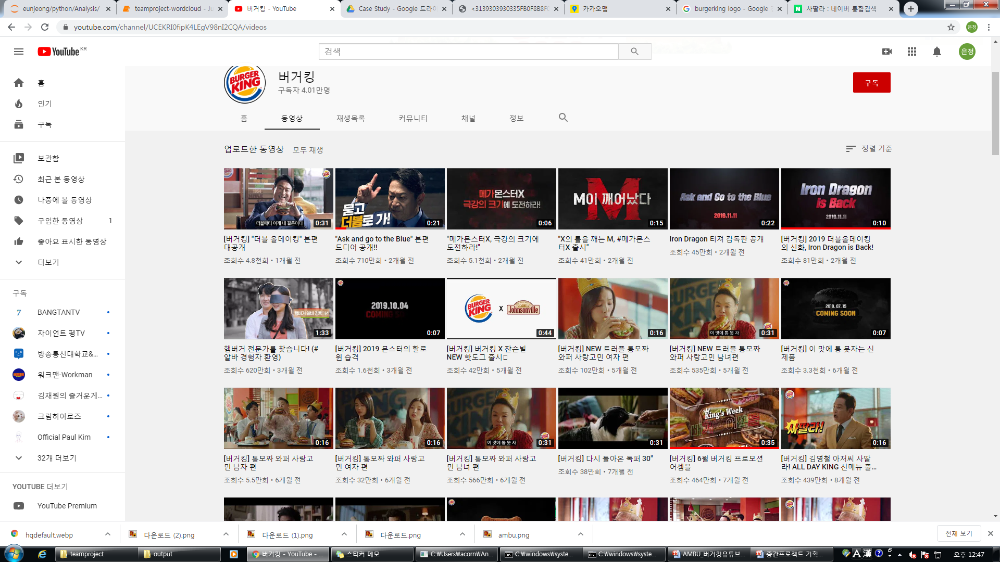 eunjeong/python/Analysis/
teamproject-wordcloud - Ju
버거킹 - YouTube
Case Study - Google 드라이
<3139303930335FB0F8B8F0
카카오맵
burgerking logo - Google
사딸라 : 네이버 통합검색
youtube.com/channel/UCEKRI0fipK4LEgV98nI2CQA/videos
은정
YouTube KR
검색
은정
홈
인기
구독
보관함
최근 본 동영상
나중에 볼 동영상
구입한 동영상 1
좋아요 표시한 동영상
더보기
구독
BANGTANTV
자이언트 펭TV
방송통신대학교&...
워크맨-Workman
김재원의 즐거운게...
크림히어로즈
Official Paul Kim
32개 더보기
YOUTUBE 더보기
YouTube Premium
BURGER KING
버거킹
구독자 4.01만명
구독
홈 동영상 재생목록 커뮤니티 채널 정보
업로드한 동영상 모두 재생 정렬 기준
더블패티 이게 내 결론이다
0:31
[버거킹] "더블 올데이킹" 본편
대공개
조회수 4.8천회 • 1개월 전
묻고
더블로 가!
0:21
"Ask and go to the Blue" 본편
드디어 공개!!
조회수 710만회 • 2개월 전
메가몬스터X
극강의 크기에 도전하라!
0:06
"메가몬스터X, 극강의 크기에
도전하라!"
조회수 5.1천회 • 2개월 전
M
M이 깨어났다
0:15
"X의 틀을 깨는 M, #메가몬스
터X 출시"
조회수 41만회 • 2개월 전
Ask and Go to the Blue
2019.11.11
0:22
Iron Dragon 티져 감독판 공개
조회수 45만회 • 2개월 전
Iron Dragon
is Back
2019.11.11
0:10
[버거킹] 2019 더블올데이킹
의 신화, Iron Dragon is Back!
조회수 81만회 • 2개월 전
햄버거 알바 경력 1년
1:33
햄버거 전문가를 찾습니다! (#
알바 경험자 환영)
조회수 620만회 • 3개월 전
2019.10.04
COMING SO
0:07
[버거킹] 2019 몬스터의 할로
윈 습격
조회수 1.6천회 • 3개월 전
BURGER KING X Johnsonville
0:44
[버거킹] 버거킹 X 쟌슨빌
NEW 핫도그 출시
조회수 42만회 • 5개월 전
0:16
[버거킹] NEW 트러플 통모짜
와퍼 사랑고민 여자 편
조회수 102만회 • 5개월 전
이 맛에 통 못 자
0:31
[버거킹] NEW 트러플 통모짜
와퍼 사랑고민 남녀편
조회수 535만회 • 5개월 전
2019. 07. 15
COMING SOON
0:07
[버거킹] 이 맛에 통 못자는 신
제품
조회수 3.3천회 • 6개월 전
0:16
[버거킹] 통모짜 와퍼 사랑고
민 남자 편
조회수 5.5만회 • 6개월 전
0:16
[버거킹] 통모짜 와퍼 사랑고
민 여자 편
조회수 32만회 • 6개월 전
이 맛에 통 못 자
0:31
[버거킹] 통모짜 와퍼 사랑고
민 남녀 편
조회수 566만회 • 6개월 전
0:31
[버거킹] 다시 돌아온 독퍼 30"
조회수 38만회 • 7개월 전
King's Week
0:35
[버거킹] 6월 버거킹 프로모션
어셈블
조회수 464만회 • 7개월 전
사딸라!
0:16
[버거킹] 김영철 아저씨 사딸
라! ALL DAY KING 신메뉴 출...
조회수 439만회 • 8개월 전
hqdefault.webp
다운로드 (2).png
다운로드 (1).png
다운로드.png
ambu.png
전체 보기
teamproject
output
버거킹 - YouTube - ...
스티커 메모
C:₩Users₩acorn₩An...
C:₩windows₩syste...
C:₩windows₩syste...
AMBU_버거킹유튜브...
중간프로젝트 기획...
A 漢
오후 12:47